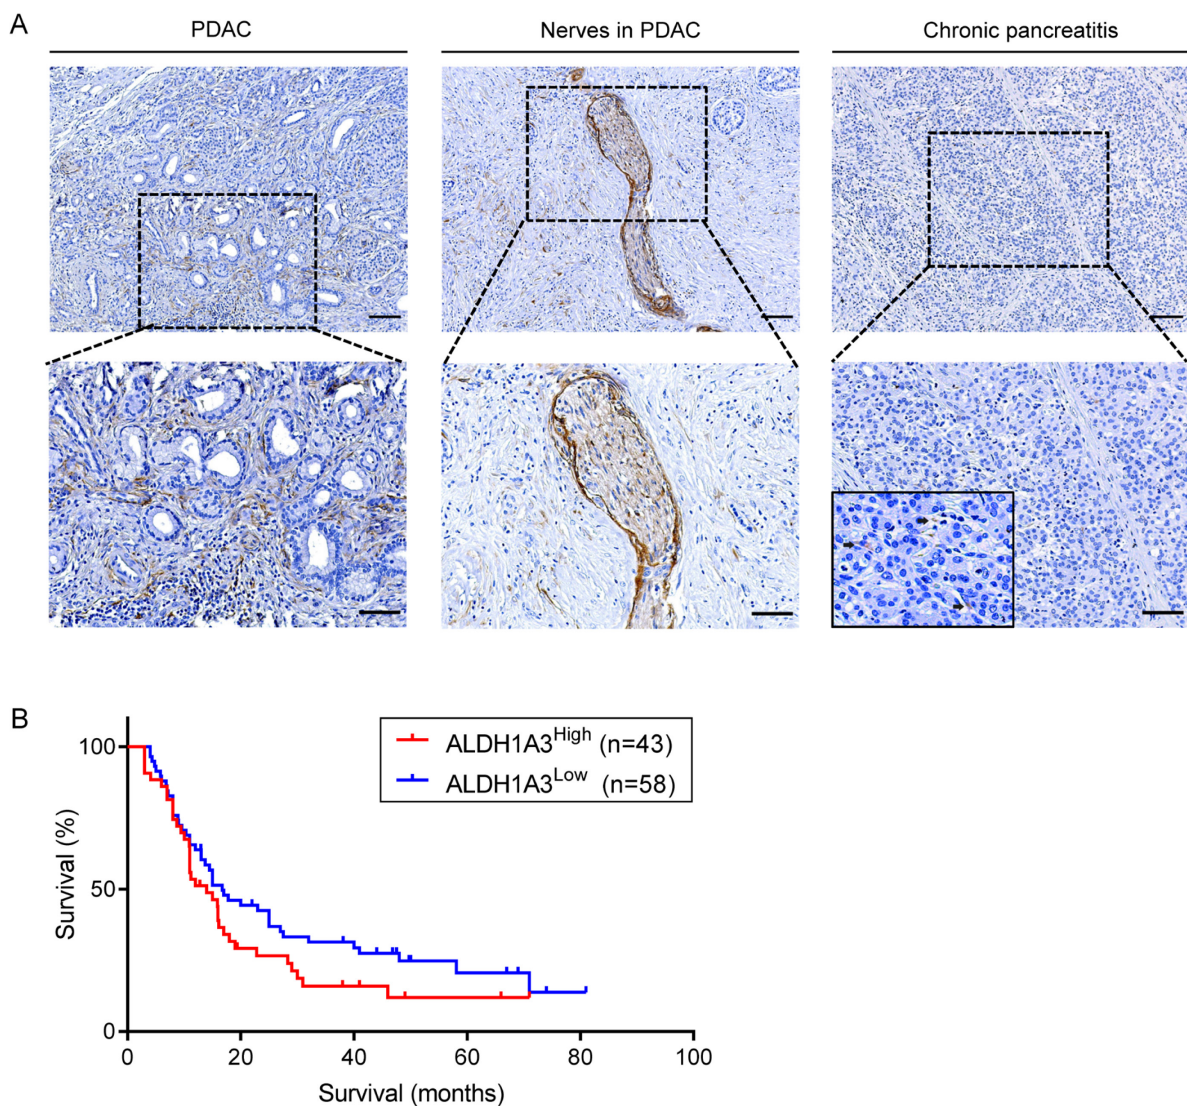 A
PDAC
Nerves in PDAC
Chronic pancreatitis
B
ALDH1A3High (n=43)
ALDH1A3Low (n=58)
100
50
0
Survival (%)
0 20 40 60 80 100
Survival (months)